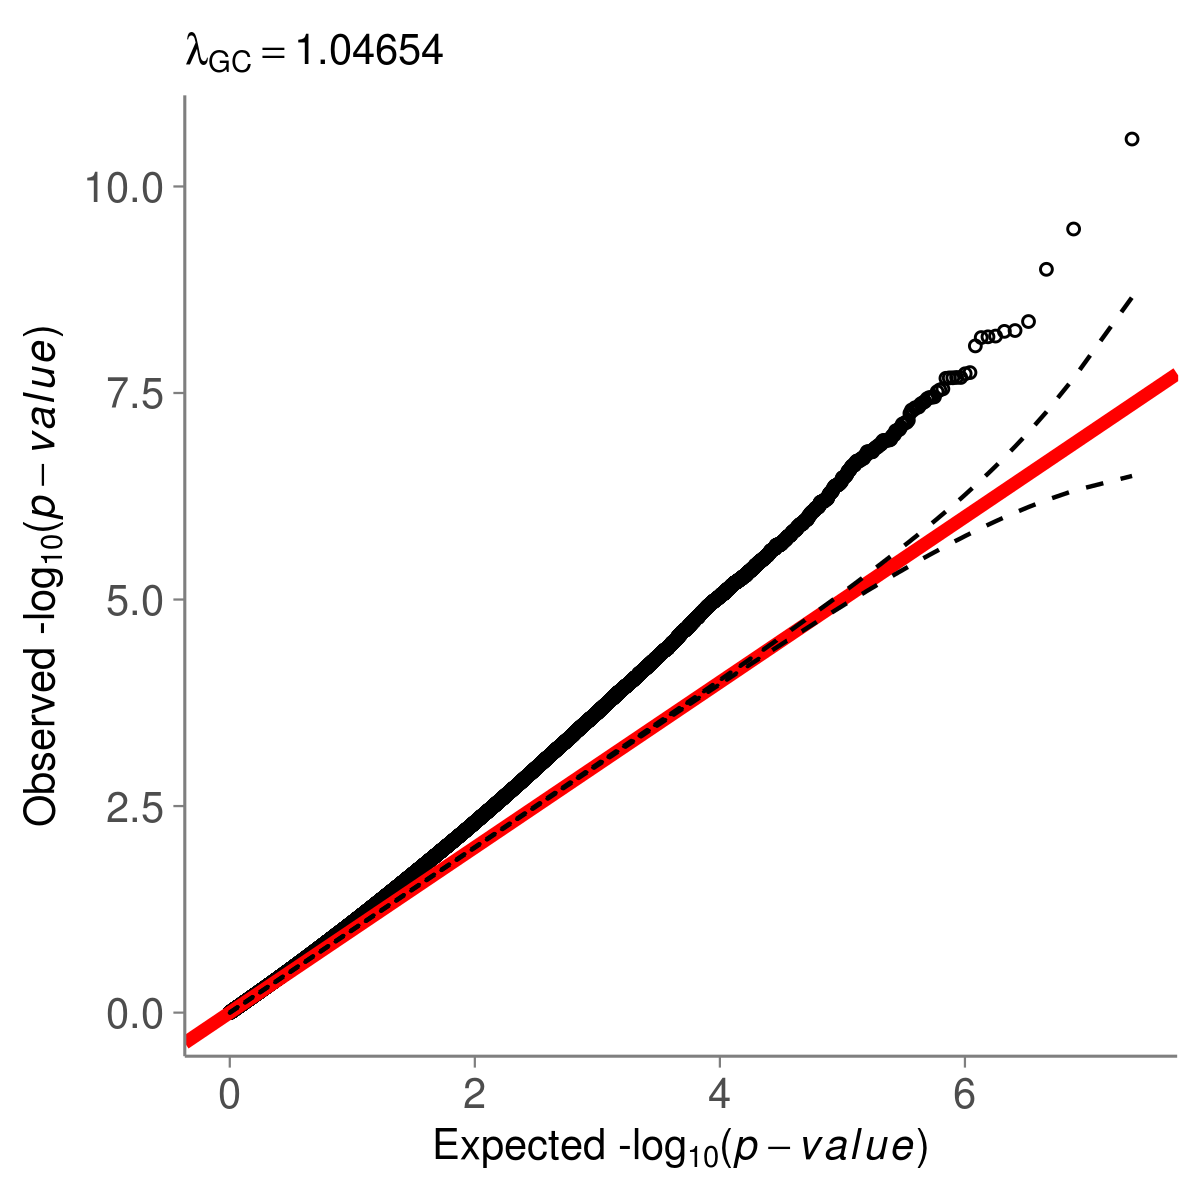 λGC = 1.04654
10.0
7.5
5.0
2.5
0.0
Observed -log10(p − value)
0 2 4 6
Expected -log10(p − value)